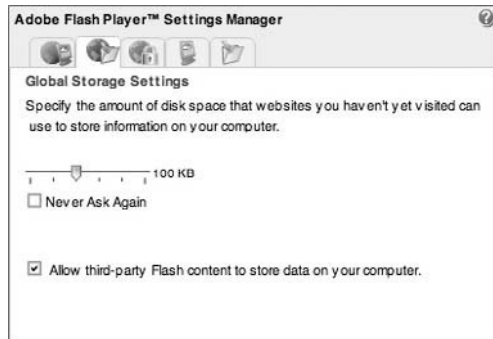 Adobe Flash Player™ Settings Manager
Global Storage Settings
Specify the amount of disk space that websites you haven't yet visited can
use to store information on your computer.
100 KB
Never Ask Again
Allow third-party Flash content to store data on your computer.